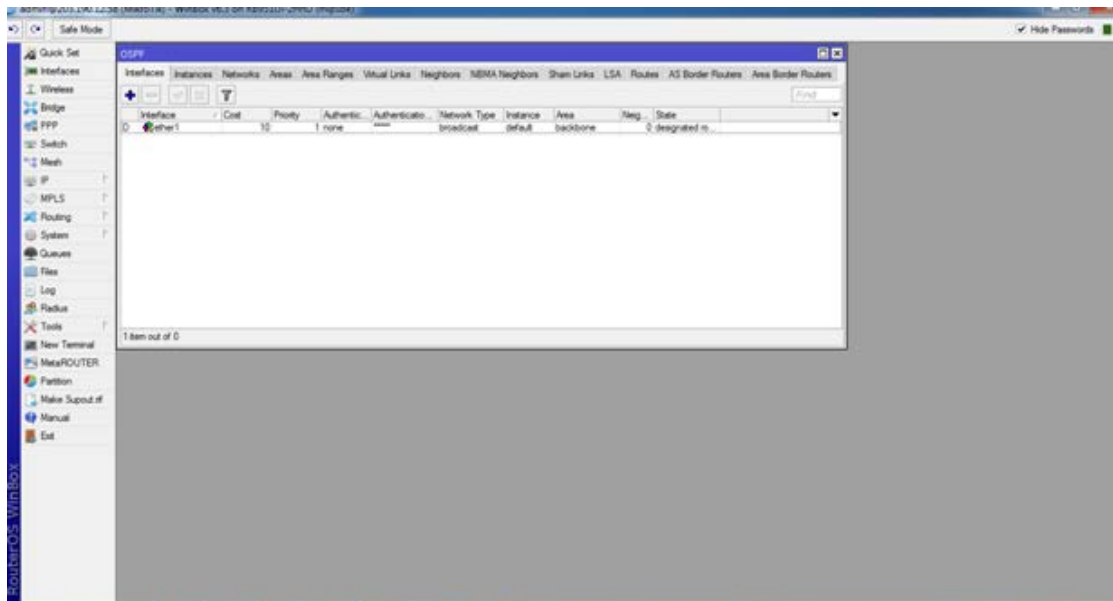 Safe Mode
Hide Passwords
Quick Set
Interfaces
Wireless
Bridge
PPP
Switch
Mesh
IP
MPLS
Routing
System
Queues
Files
Log
Radius
Tools
New Terminal
MetaROUTER
Partition
Make Supout.rif
Manual
Exit
RouterOS WinBox
OSPF
Interfaces Instances Networks Areas Area Ranges Virtual Links Neighbors NBMA Neighbors Sham Links LSA Routes AS Border Routers Area Border Routers
Find
Interface Cost Priority Authentic... Authenticatio... Network Type Instance Area Neig... State
D ether1 10 1 none ***** broadcast default backbone 0 designated ro...
1 item out of 0